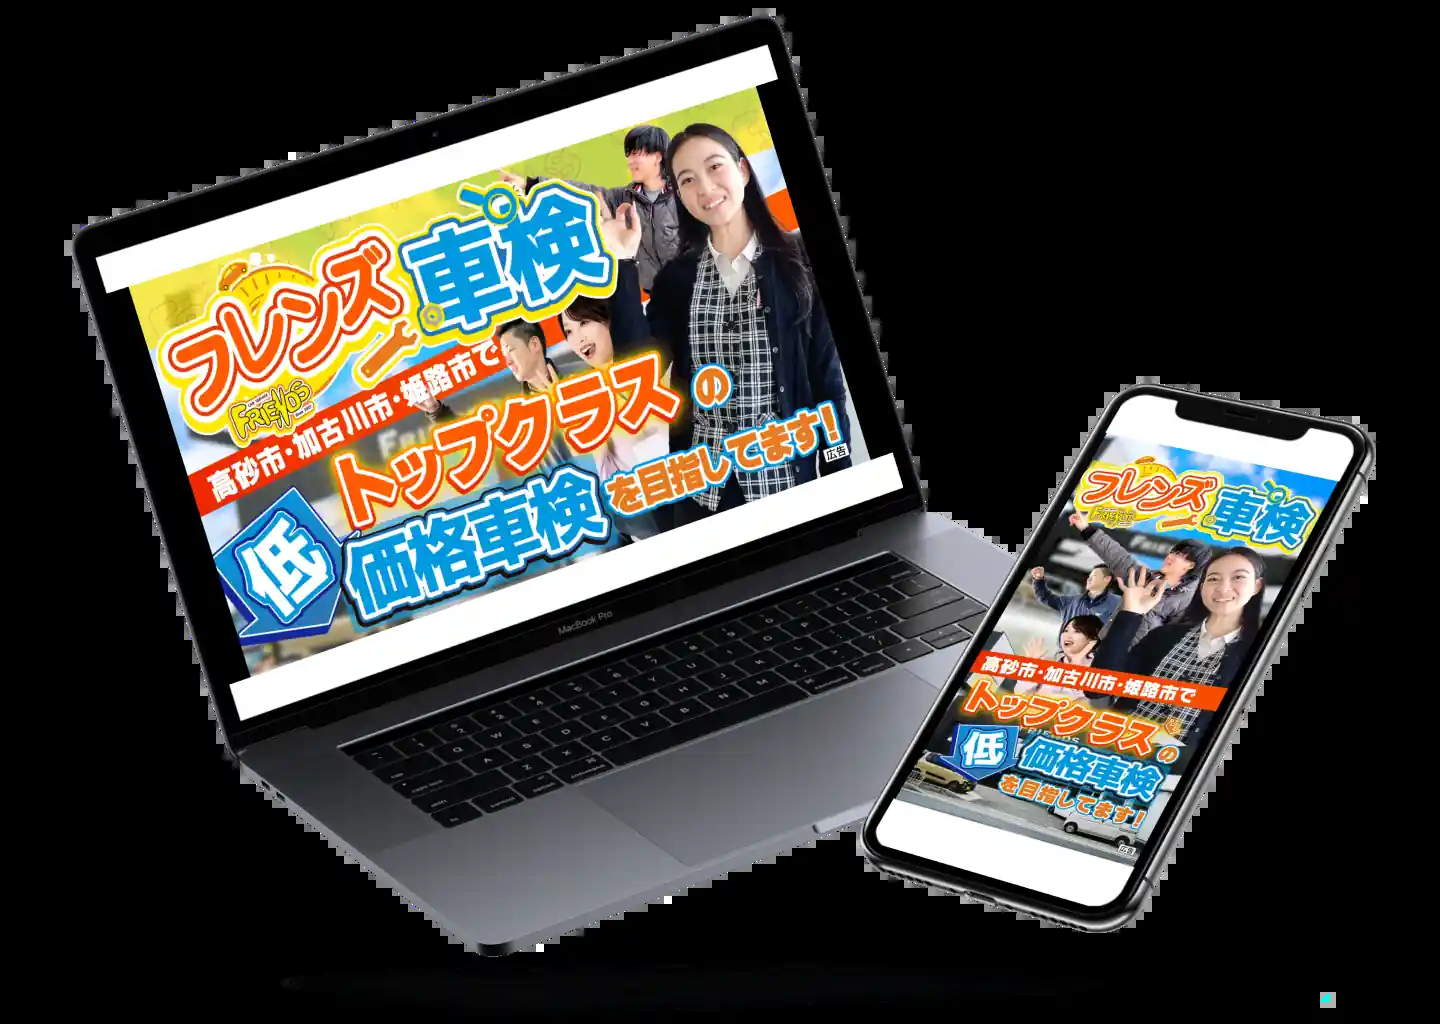 フレンズ車検
FRIENDS
高砂市・加古川市・姫路市で
トップクラスの
低価格車検を目指してます!
広告
MacBook Pro
フレンズ車検
FRIENDS
高砂市・加古川市・姫路市で
トップクラスの
低価格車検
を目指してます!
広告